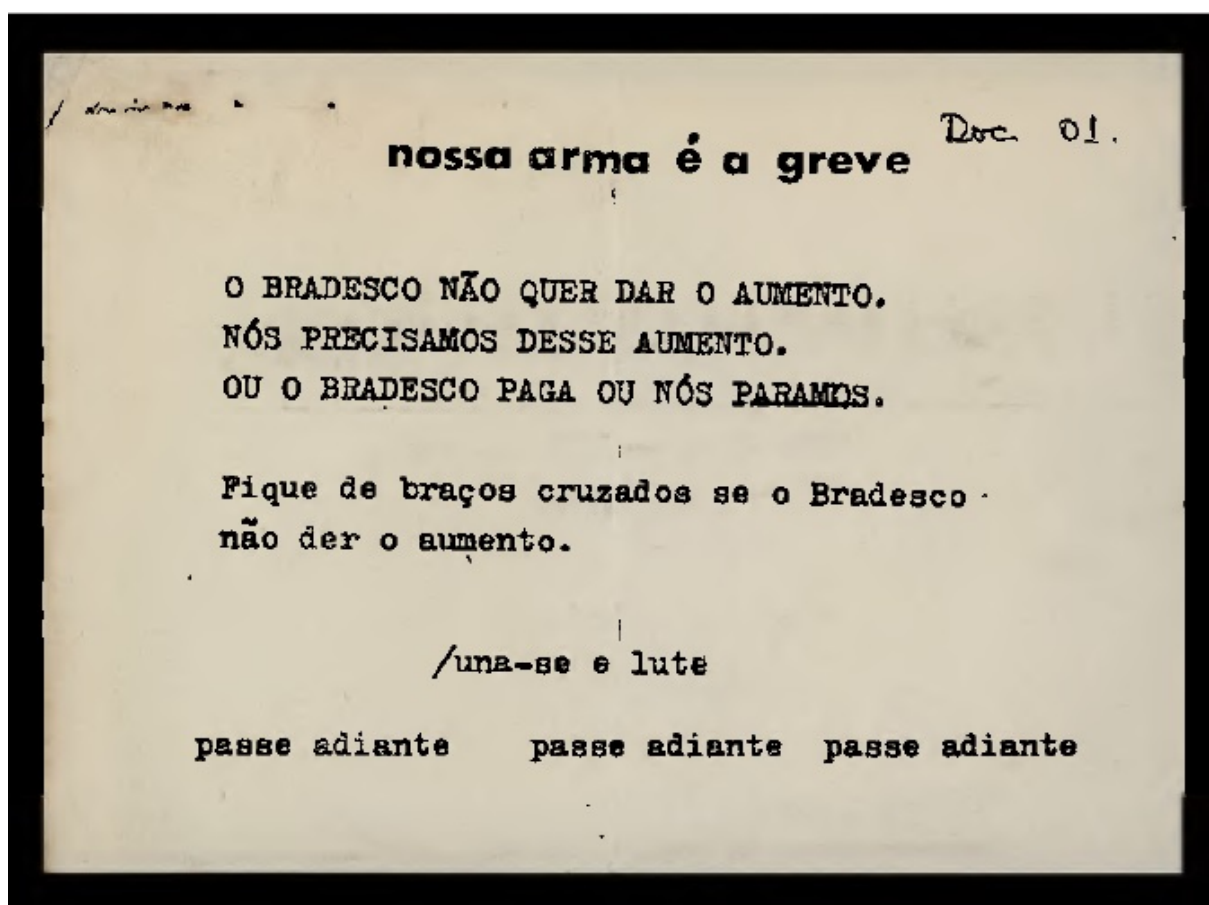 Doc 01.
nossa arma é a greve
O BRADESCO NÃO QUER DAR O AUMENTO.
NÓS PRECISAMOS DESSE AUMENTO.
OU O BRADESCO PAGA OU NÓS PARAMOS.
Fique de braços cruzados se o Bradesco
não der o aumento.
/una-se e lute
passe adiante passe adiante passe adiante